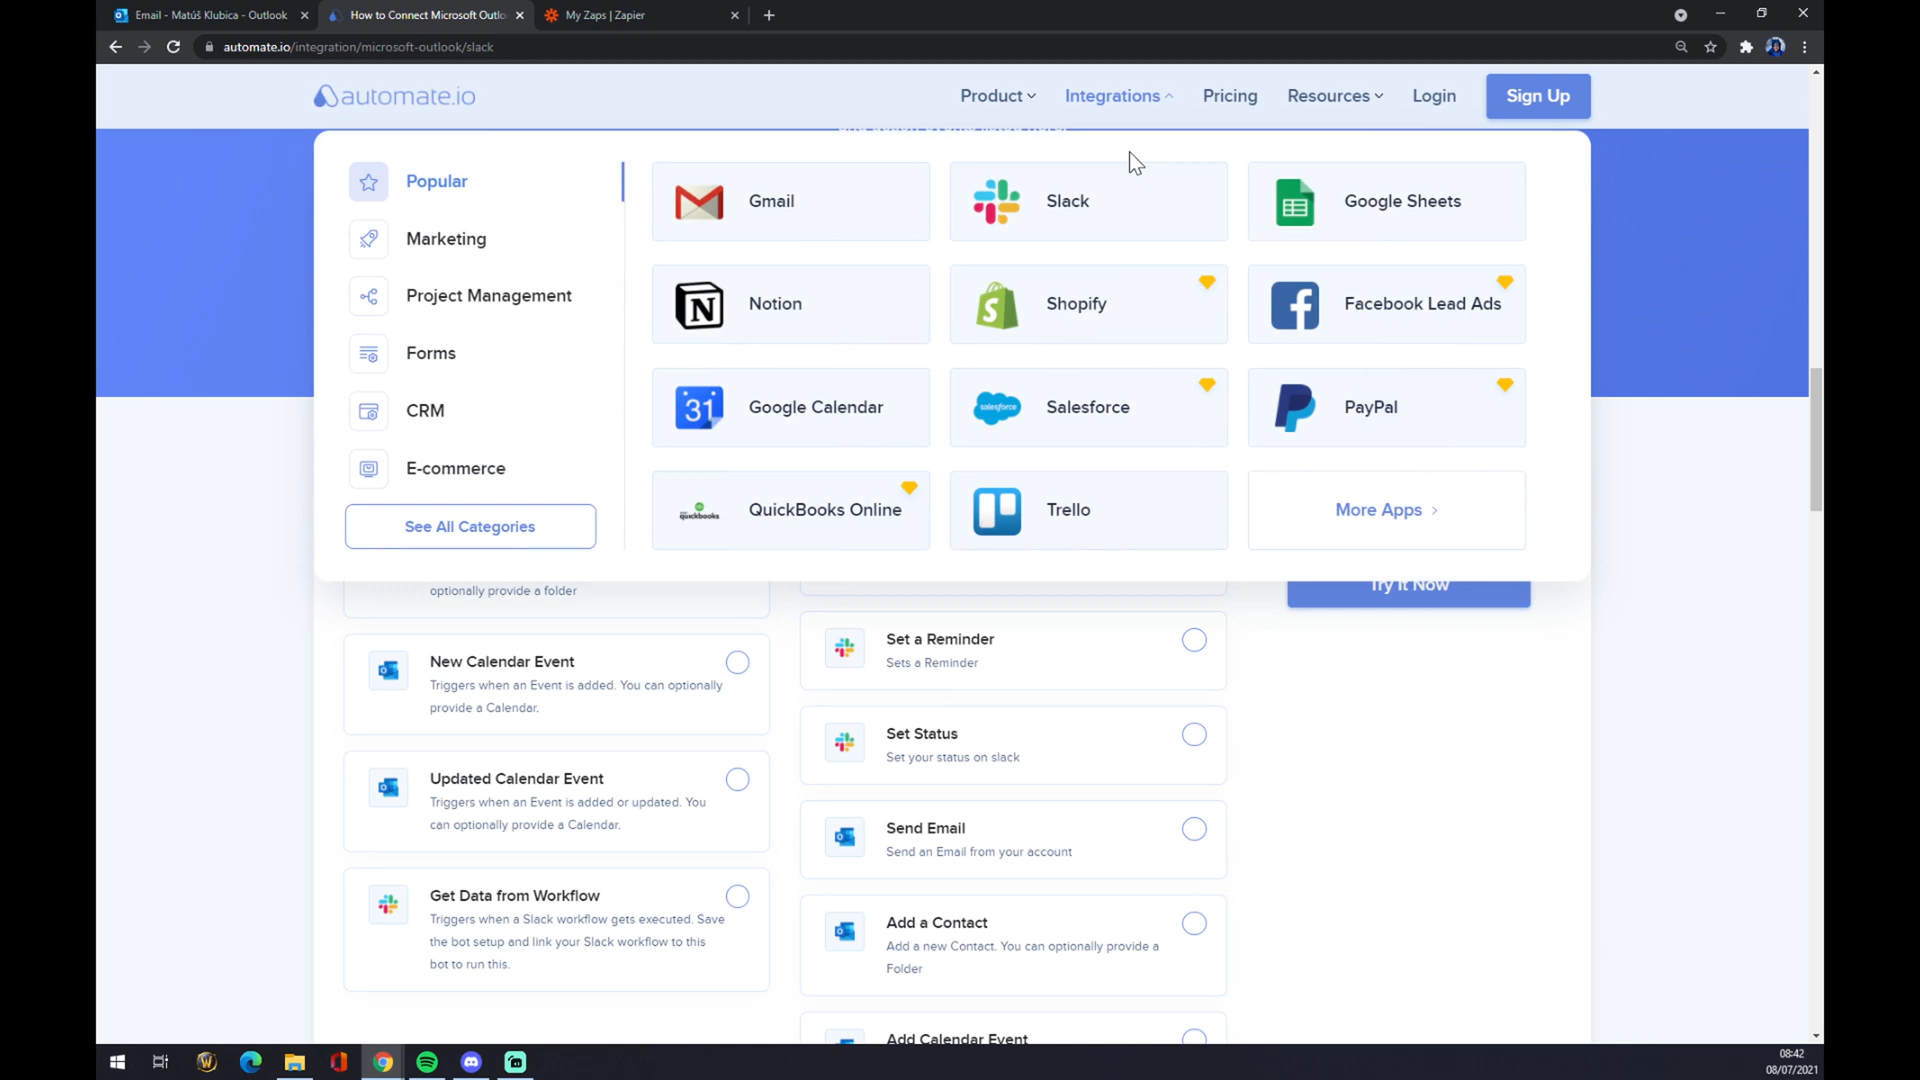 Email - Matúš Klubica - Outlook
How to Connect Microsoft Outlo
My Zaps | Zapier
automate.io/integration/microsoft-outlook/slack
automate.io
Product
Integrations
Pricing
Resources
Login
Sign Up
Popular
Marketing
Project Management
Forms
CRM
E-commerce
See All Categories
Gmail
Slack
Google Sheets
Notion
Shopify
Facebook Lead Ads
31
Google Calendar
salesforce
Salesforce
PayPal
quickbooks
QuickBooks Online
Trello
More Apps >
optionally provide a folder
New Calendar Event
Triggers when an Event is added. You can optionally
provide a Calendar.
Updated Calendar Event
Triggers when an Event is added or updated. You
can optionally provide a Calendar.
Get Data from Workflow
Triggers when a Slack workflow gets executed. Save
the bot setup and link your Slack workflow to this
bot to run this.
Set a Reminder
Sets a Reminder
Set Status
Set your status on slack
Send Email
Send an Email from your account
Add a Contact
Add a new Contact. You can optionally provide a
Folder
Add Calendar Event
Try It Now
08:42
08/07/2021